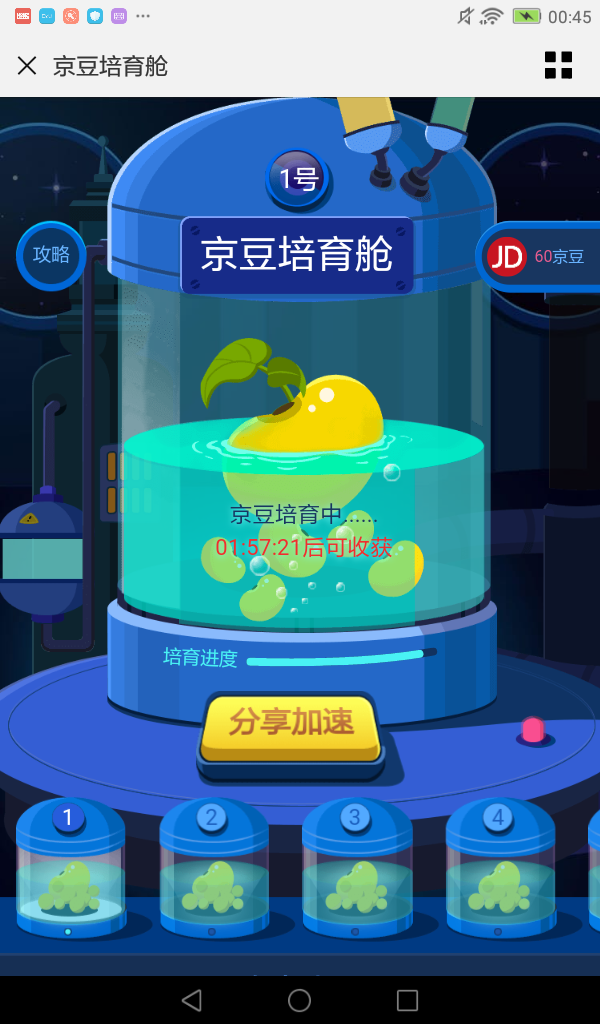 00:45
京豆培育舱
1号
京豆培育舱
攻略
JD 60京豆
京豆培育中......
01:57:21后可收获
培育进度
分享加速
1 2 3 4